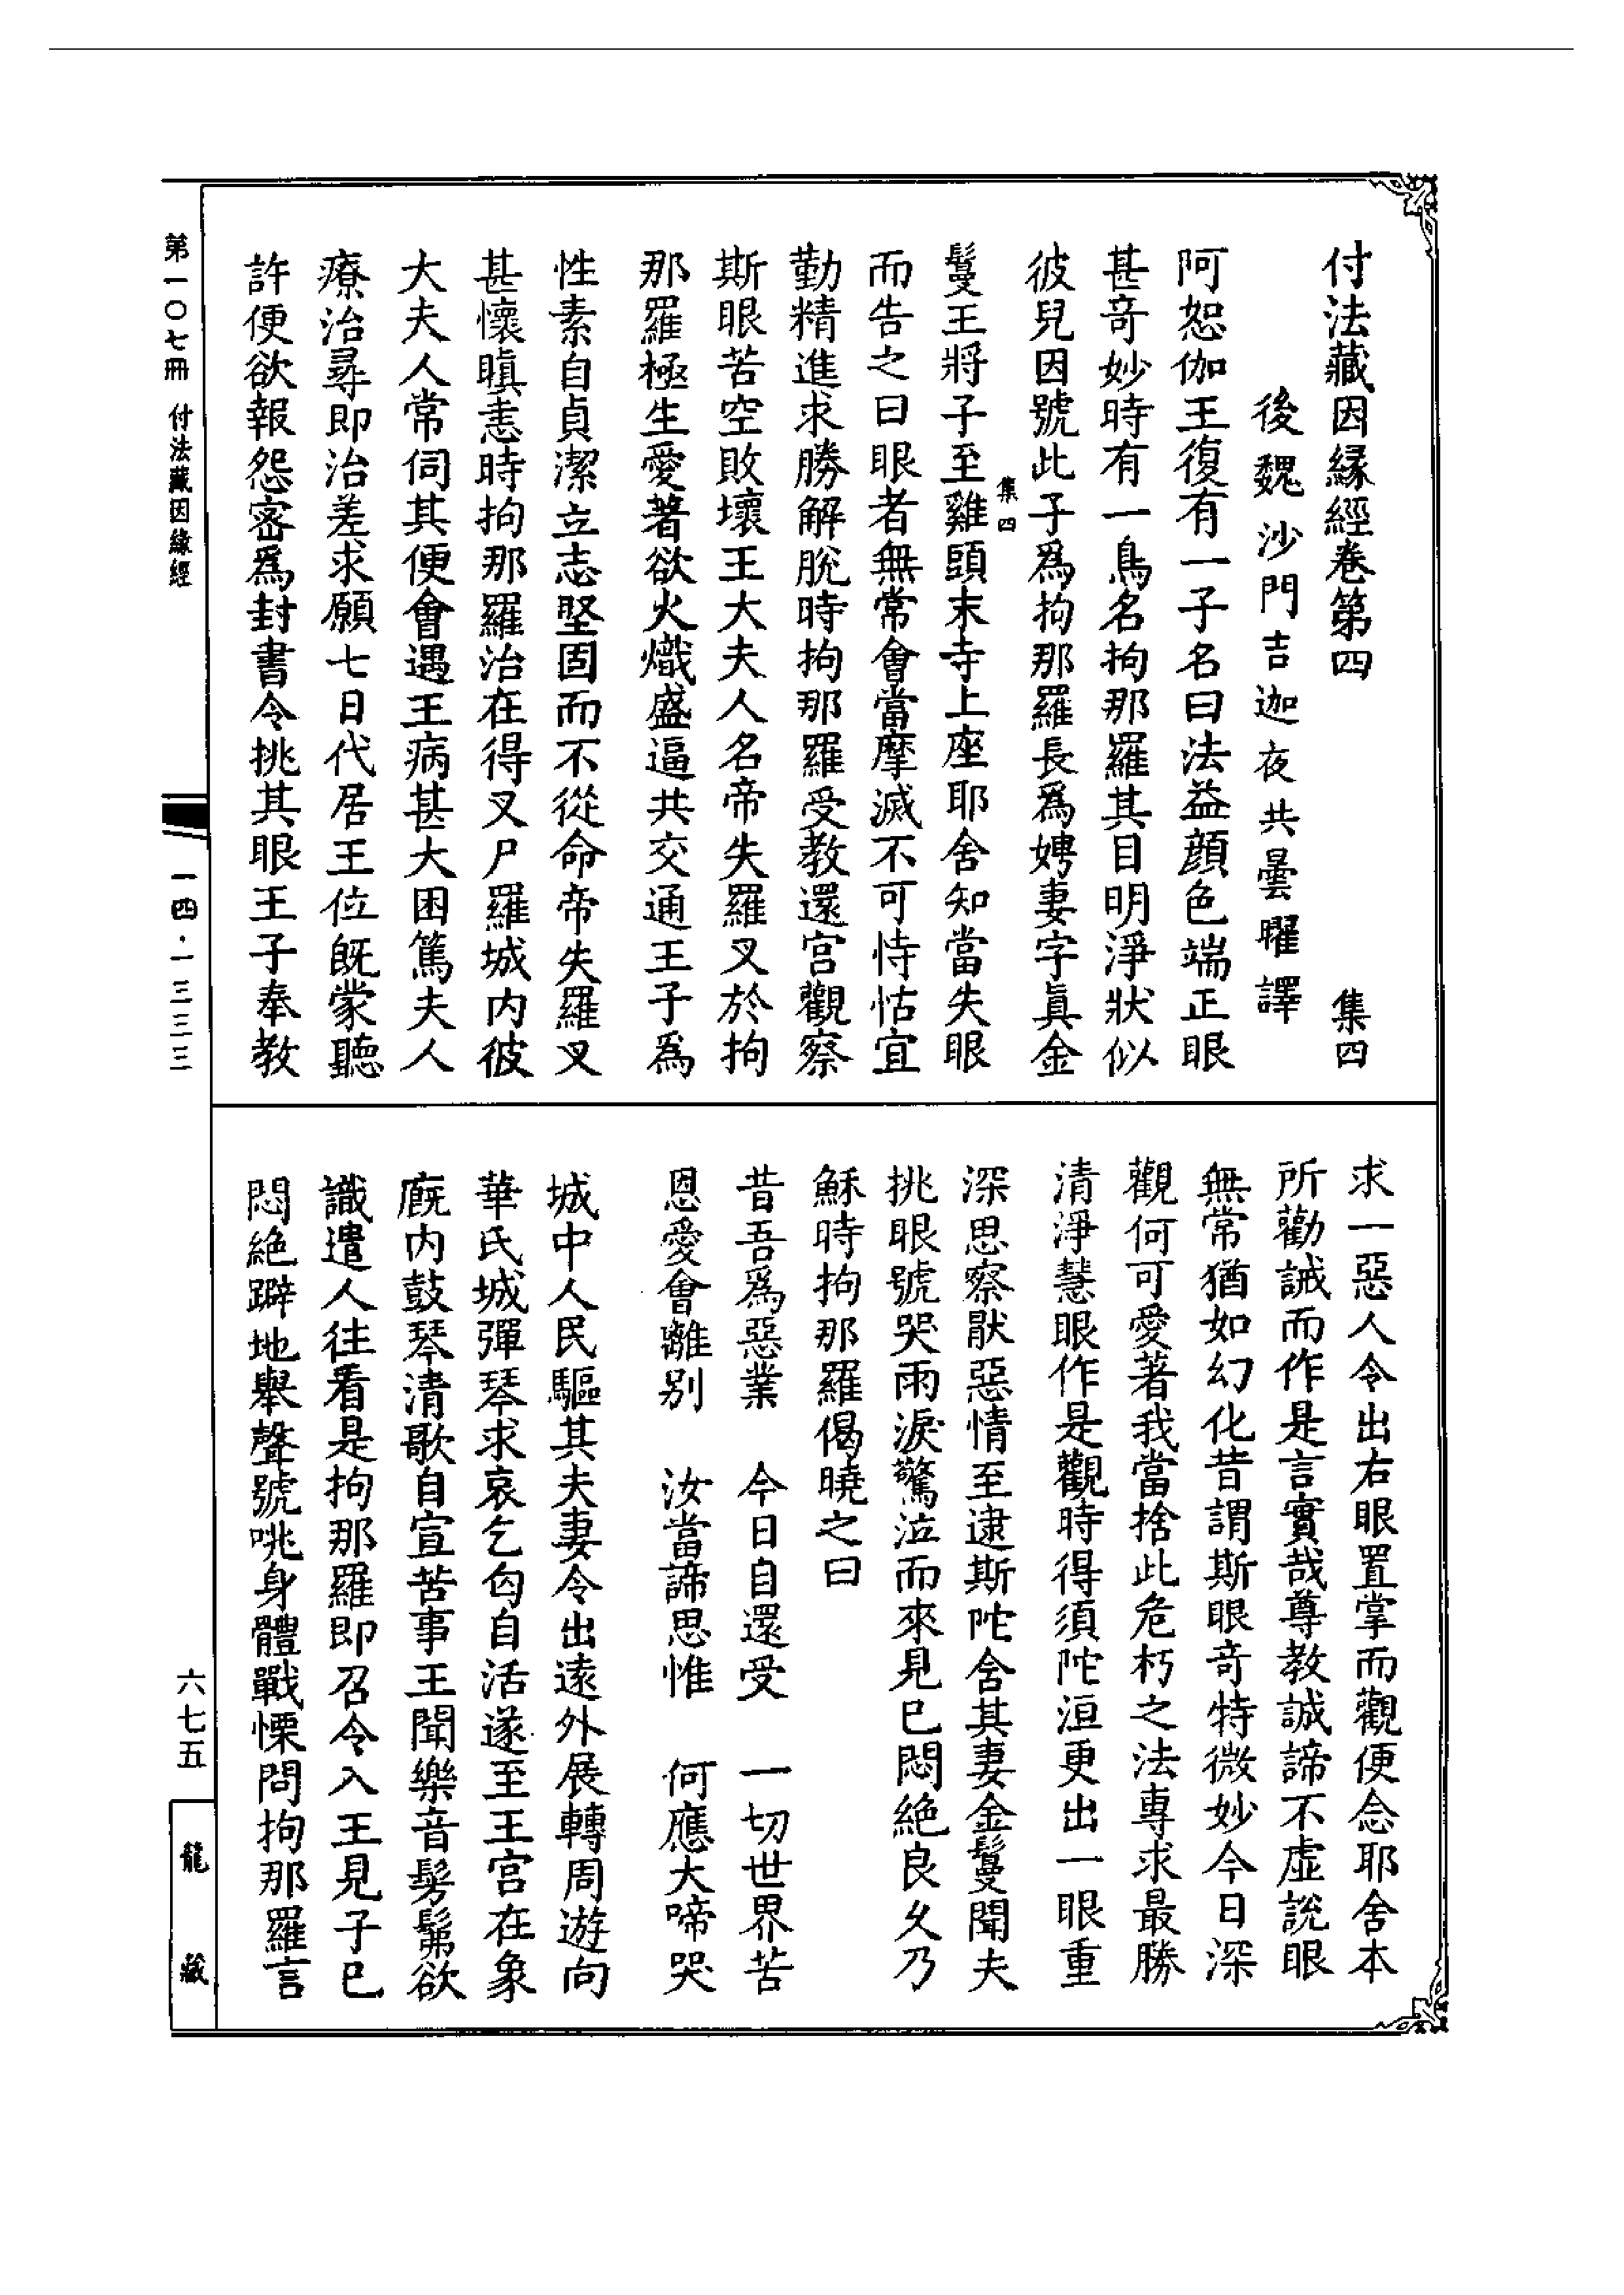 付法藏因緣經卷第四　集四
後魏沙門吉迦夜共曇曜譯
阿恕伽王復有一子名曰法益顏色端正眼
甚奇妙時有一鳥名拘那羅其目明淨狀似
彼兒因號此子爲拘那羅長爲娉妻字眞金
集四
鬘王將子至雞頭末寺上座耶舍知當失眼
而告之曰眼者無常會當摩滅不可恃怙宜
勤精進求勝解脫時拘那羅受教還宮觀察
斯眼苦空敗壞王大夫人名帝失羅叉於拘
那羅極生愛著欲火熾盛逼共交通王子爲
性素自貞潔立志堅固而不從命帝失羅叉
甚懷瞋恚時拘那羅治在得叉尸羅城內彼
大夫人常伺其便會遇王病甚大困篤夫人
療治尋即治差求願七日代居王位旣蒙聽
許便欲報怨密爲封書令挑其眼王子奉教
求一惡人令出右眼置掌而觀便念耶舍本
所勸誡而作是言實哉尊教誠諦不虛說眼
無常猶如幻化昔謂斯眼奇特微妙今日深
觀何可愛著我當捨此危朽之法專求最勝
清淨慧眼作是觀時得須陀洹更出一眼重
深思察猒惡情至逮斯陀舍其妻金鬘聞夫
挑眼號哭雨淚驚泣而來見已悶絕良久乃
穌時拘那羅偈曉之曰
昔吾爲惡業　今日自還受　一切世界苦
恩愛會離別　汝當諦思惟　何應大啼哭
城中人民驅其夫妻令出遠外展轉周遊向
華氏城彈琴求哀乞匃自活遂至王宮在象
廐內鼓琴清歌自宣苦事王聞樂音髣髴欲
識遣人往看是拘那羅即召令入王見子已
悶絕躃地舉聲號咷身體戰慄問拘那羅言
第一〇七冊　付法藏因緣經
一四·一三三三
六七五
龍藏